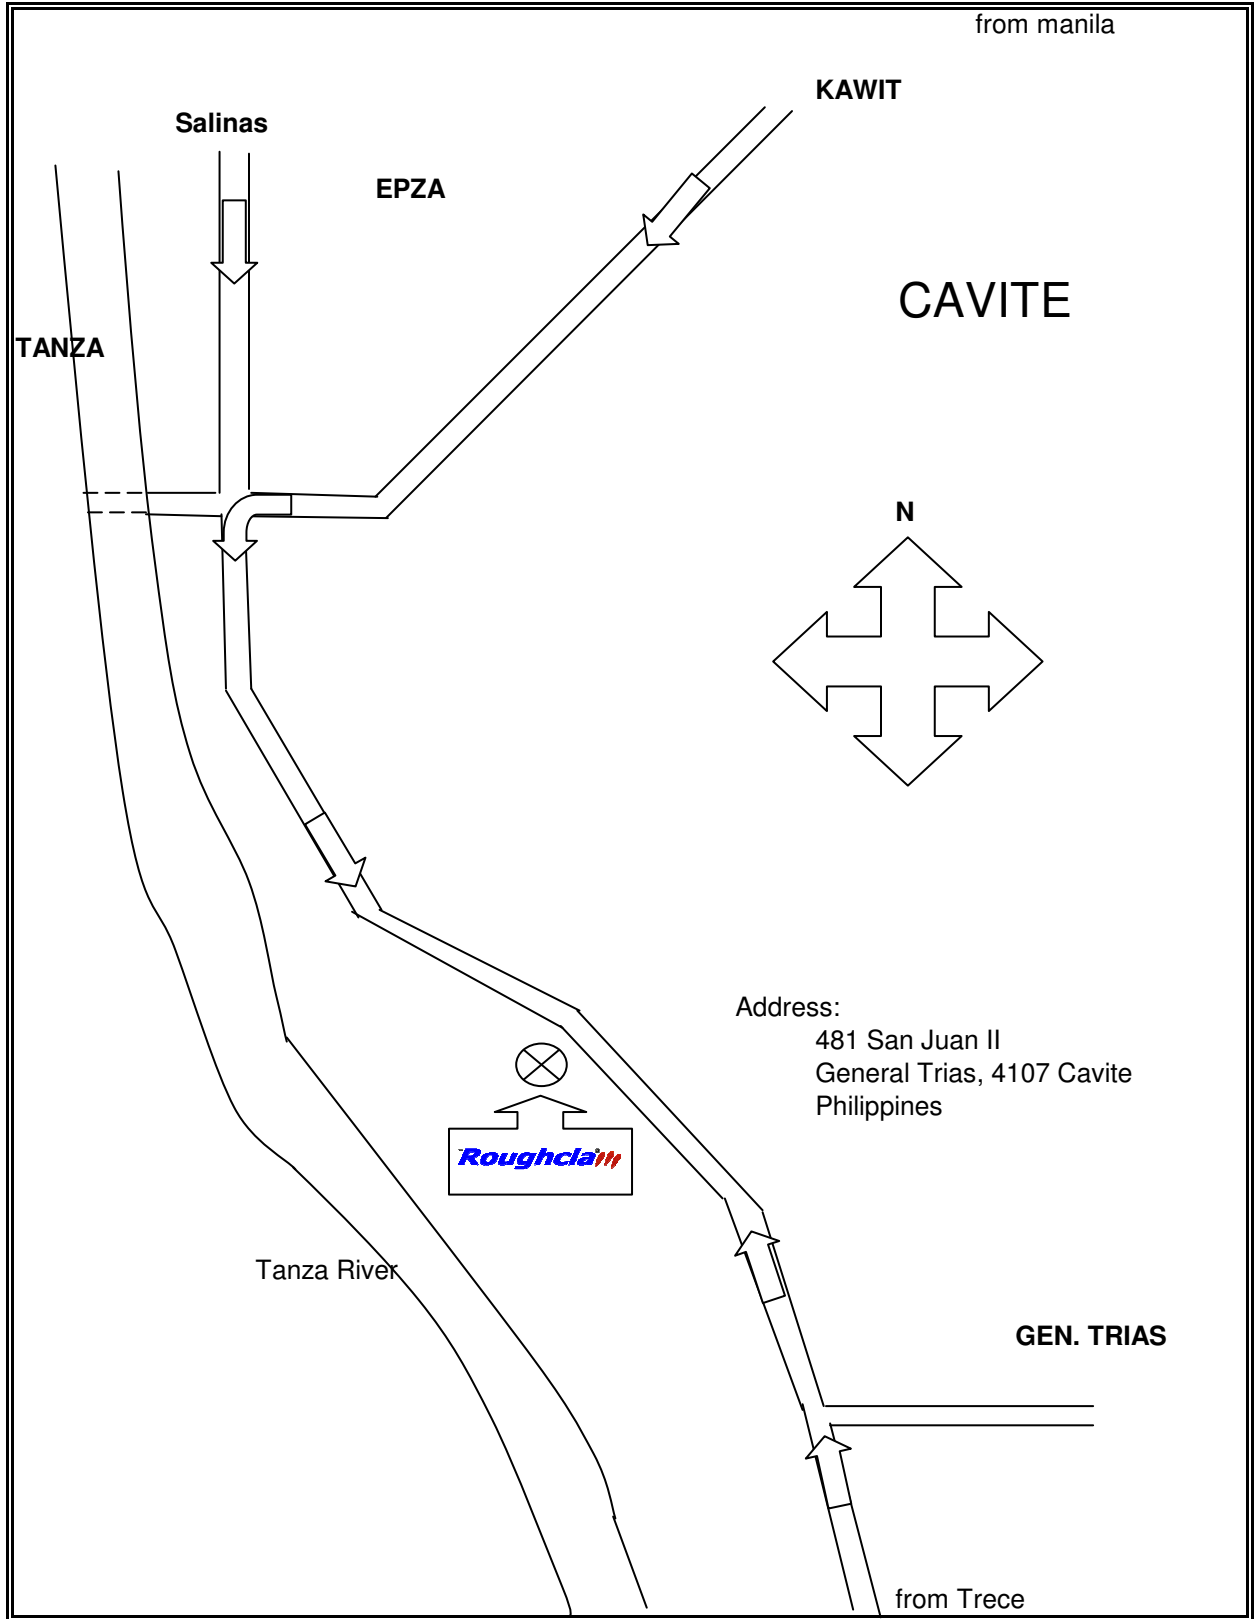 from manila
KAWIT
Salinas
EPZA
CAVITE
TANZA
N
Address:
481 San Juan II
General Trias, 4107 Cavite
Philippines
Roughcla
Tanza River
GEN. TRIAS
from Trece